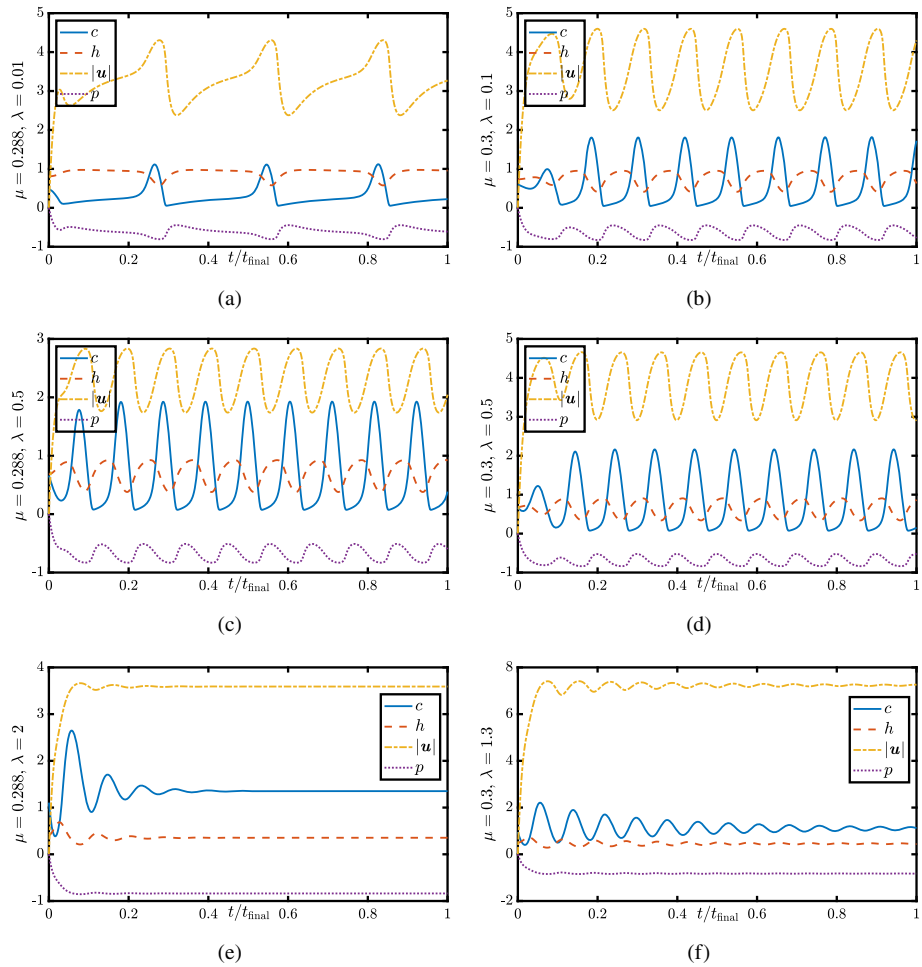 5
4
3
2
1
0
-1
c
h
|u|
p
μ = 0.288, λ = 0.01
0 0.2 0.4 0.6 0.8 1
t/t_final
(a)
5
4
3
2
1
0
-1
c
h
|u|
p
μ = 0.3, λ = 0.1
0 0.2 0.4 0.6 0.8 1
t/t_final
(b)
3
2
1
0
-1
c
h
|u|
p
μ = 0.288, λ = 0.5
0 0.2 0.4 0.6 0.8 1
t/t_final
(c)
5
4
3
2
1
0
-1
c
h
|u|
p
μ = 0.3, λ = 0.5
0 0.2 0.4 0.6 0.8 1
t/t_final
(d)
4
3
2
1
0
-1
c
h
|u|
p
μ = 0.288, λ = 2
0 0.2 0.4 0.6 0.8 1
t/t_final
(e)
8
6
4
2
0
-2
c
h
|u|
p
μ = 0.3, λ = 1.3
0 0.2 0.4 0.6 0.8 1
t/t_final
(f)